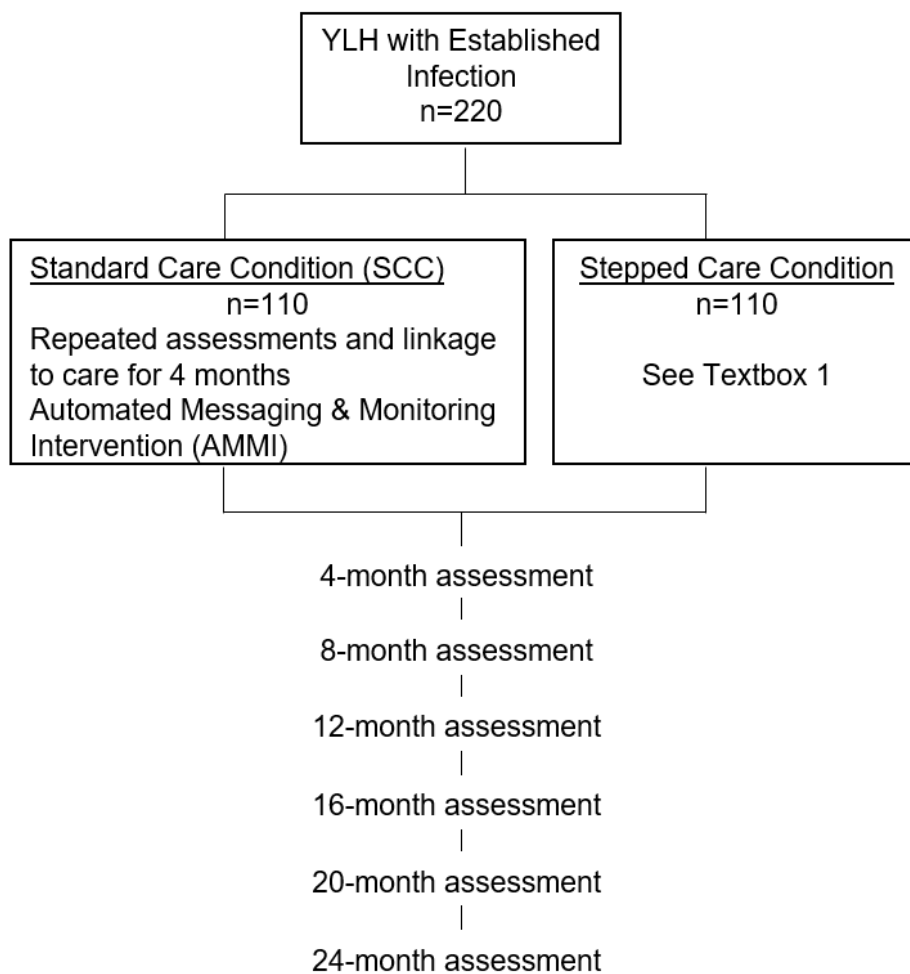 YLH with Established
Infection
n=220
Standard Care Condition (SCC)
n=110
Repeated assessments and linkage
to care for 4 months
Automated Messaging & Monitoring
Intervention (AMMI)
Stepped Care Condition
n=110
See Textbox 1
4-month assessment
8-month assessment
12-month assessment
16-month assessment
20-month assessment
24-month assessment